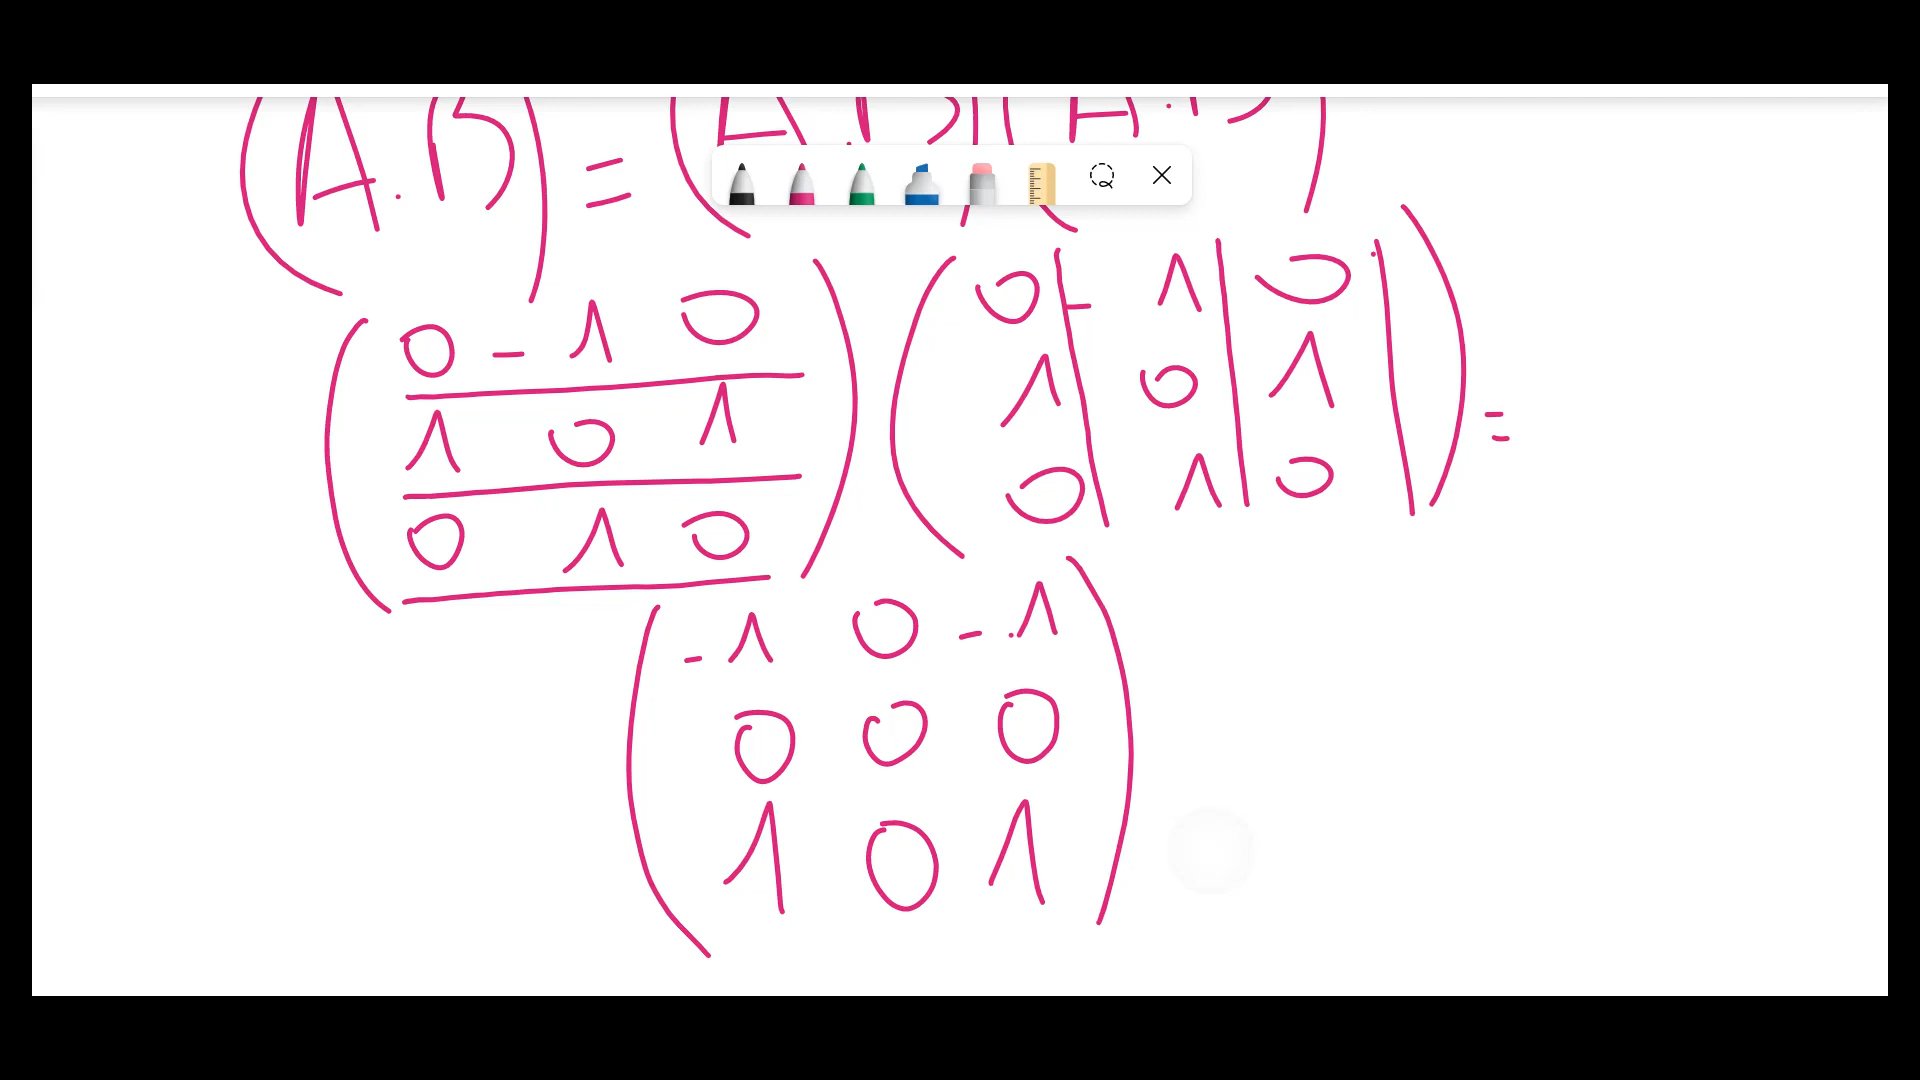 (A.B) = (A.B)(A.B)
( 0 -1 0 ) ( 0 -1 0 )
( 1 0 1 ) ( 1 0 1 ) =
( 0 1 0 ) ( 0 1 0 )
( -1 0 -1 )
( 0 0 0 )
( 1 0 1 )